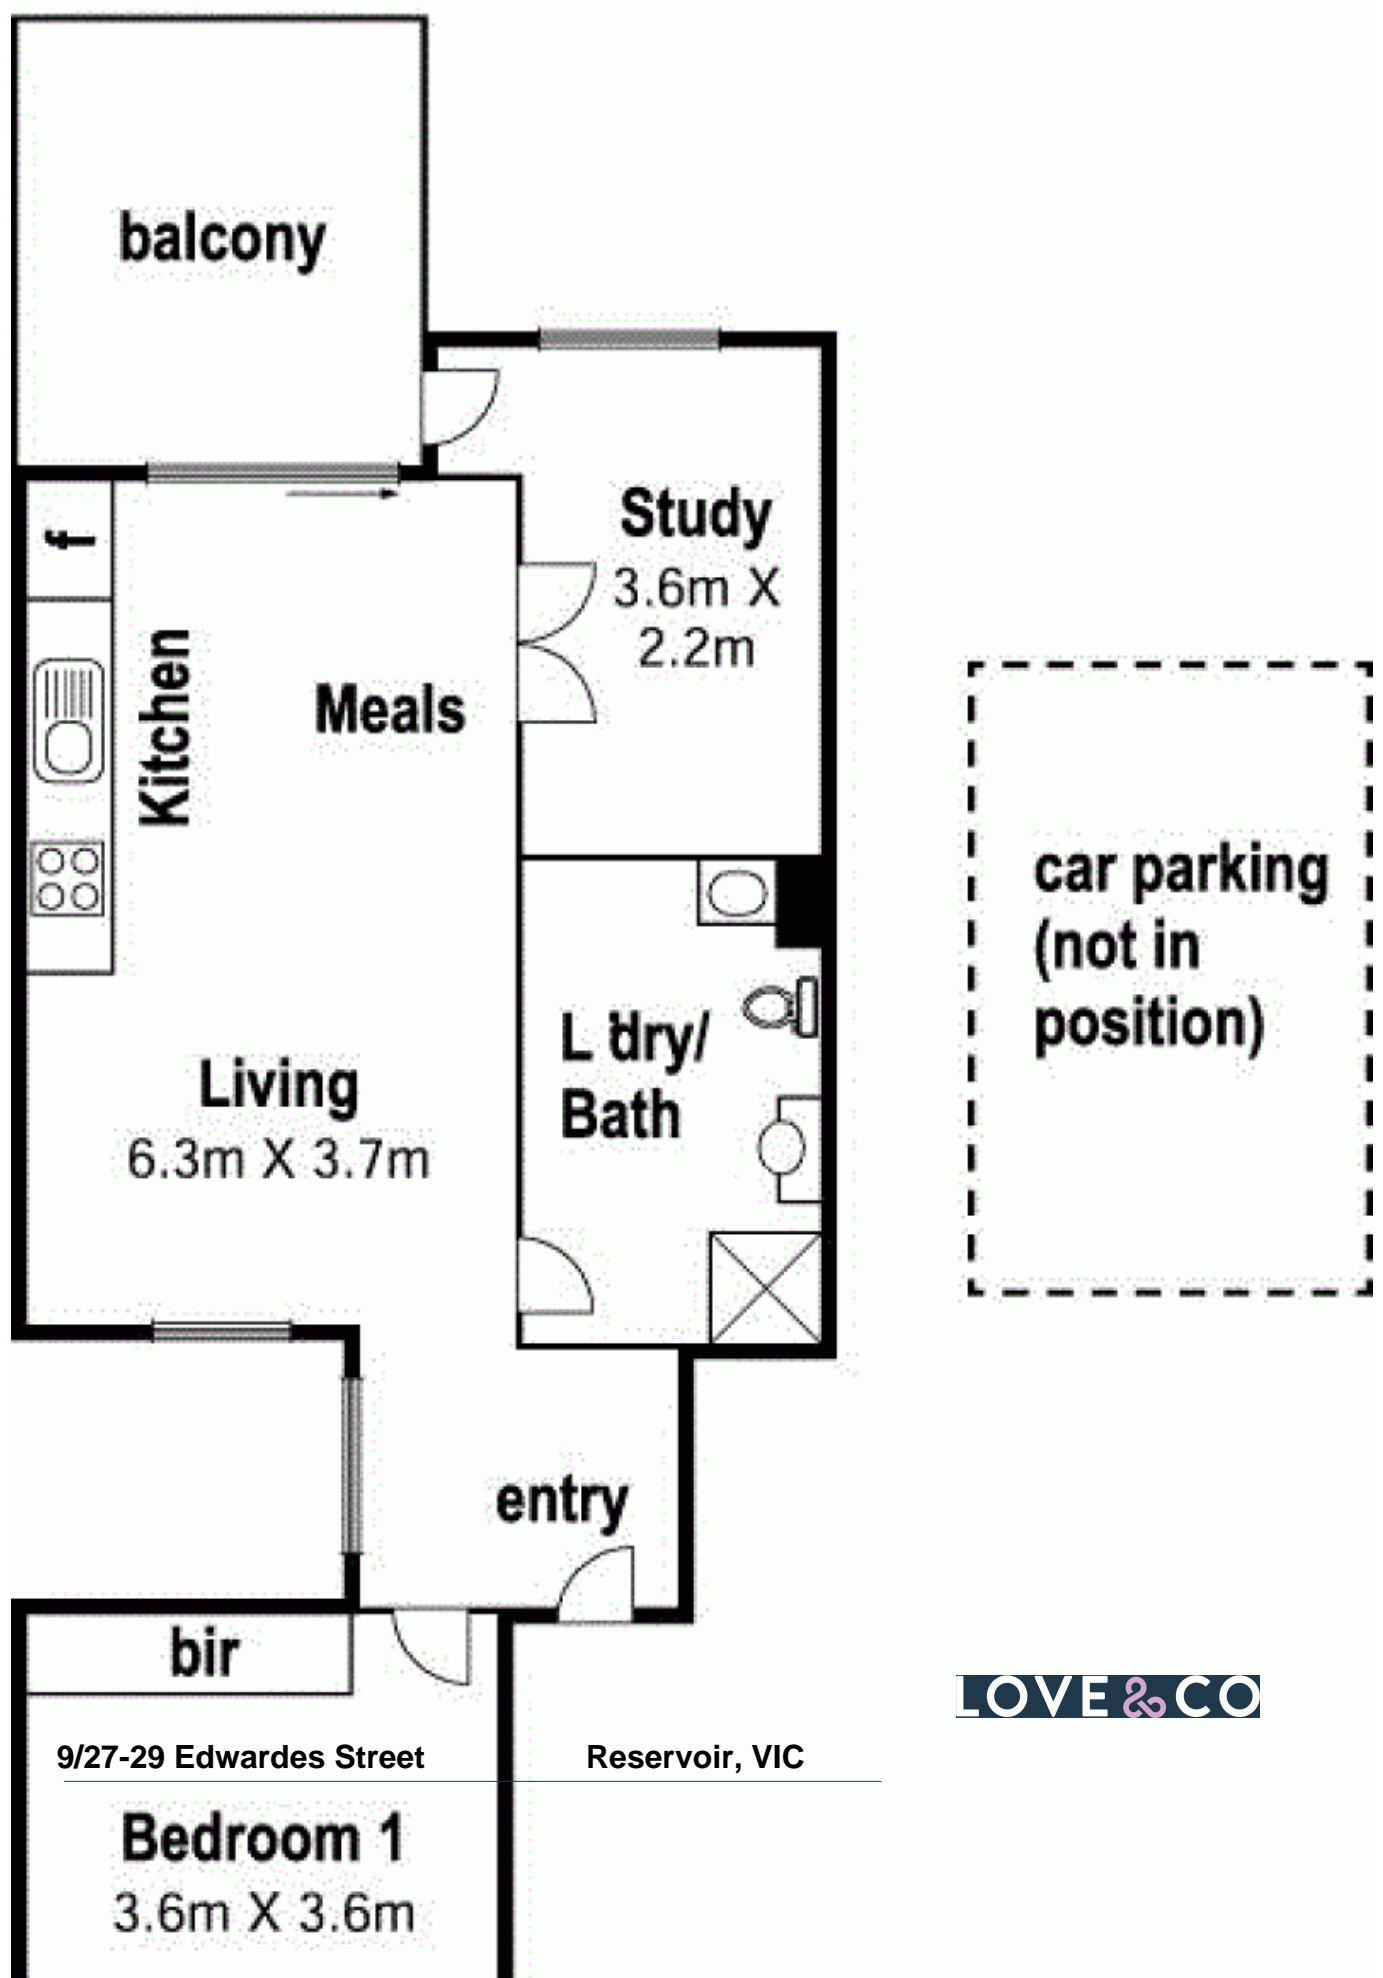 balcony
f
Study
3.6m X
2.2m
Kitchen
Meals
car parking
(not in
position)
L'dry/
Bath
Living
6.3m X 3.7m
entry
bir
LOVE & CO
9/27-29 Edwardes Street
Reservoir, VIC
Bedroom 1
3.6m X 3.6m